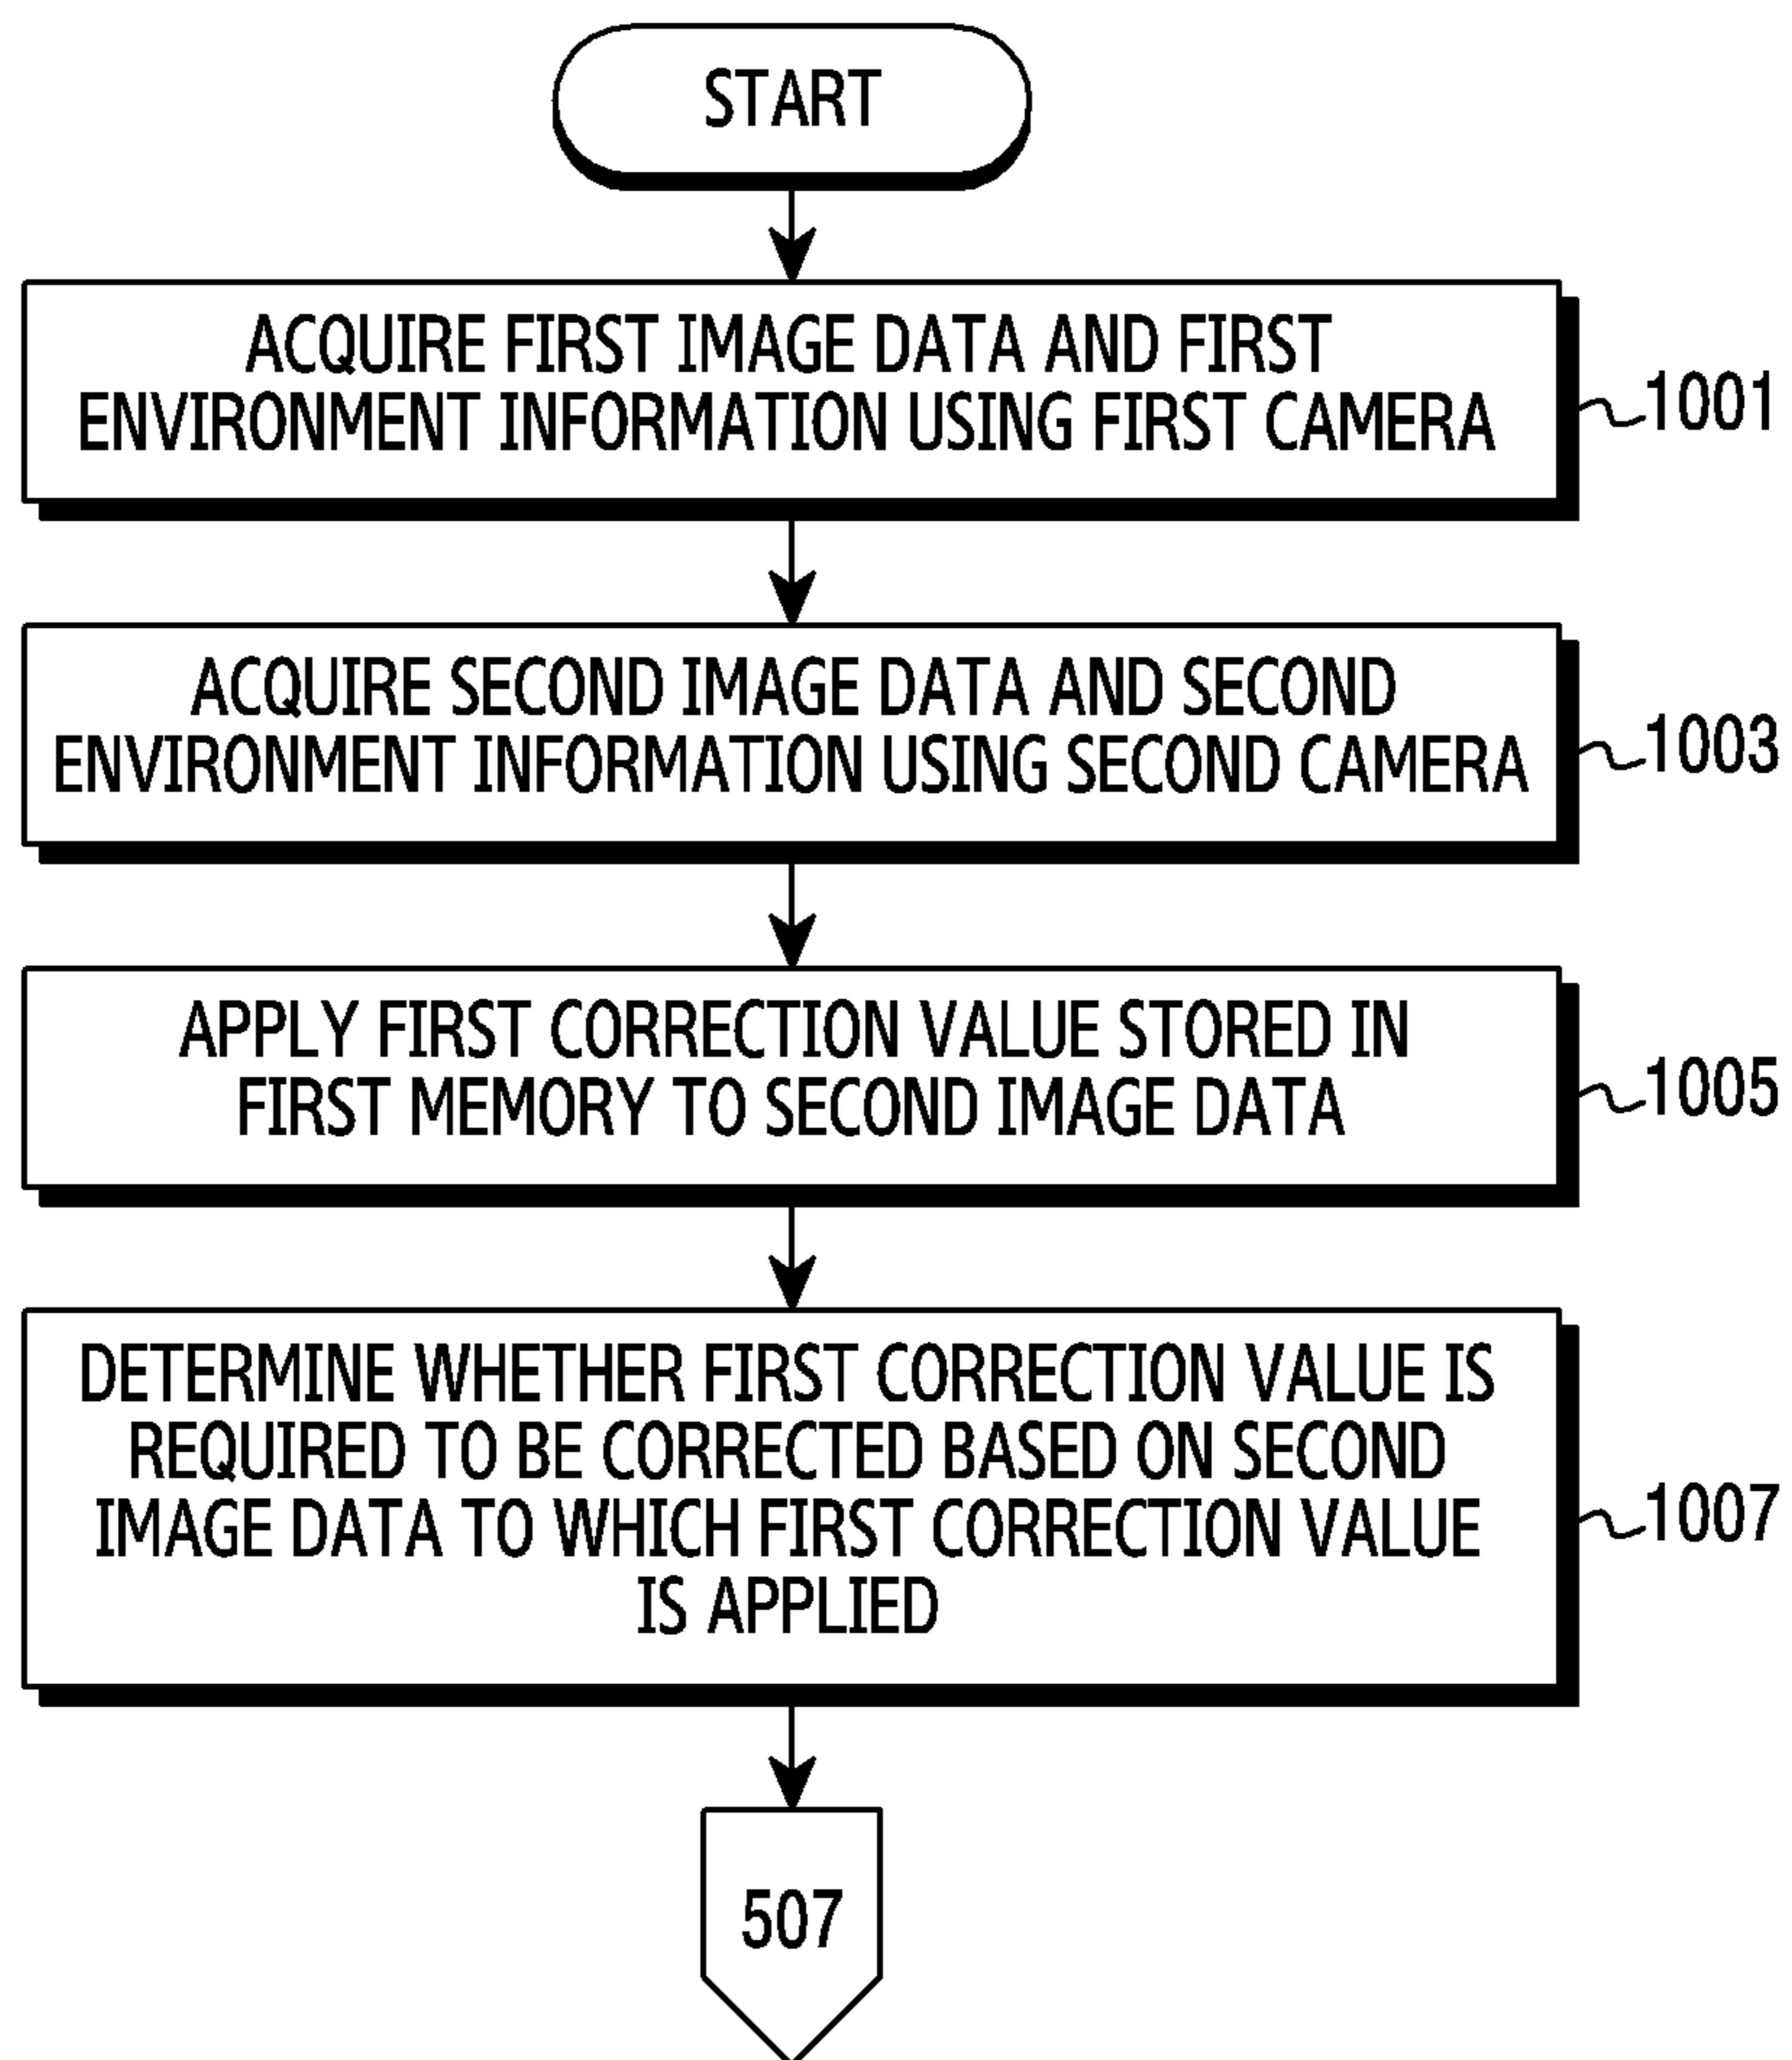 START
ACQUIRE FIRST IMAGE DATA AND FIRST
ENVIRONMENT INFORMATION USING FIRST CAMERA
1001
ACQUIRE SECOND IMAGE DATA AND SECOND
ENVIRONMENT INFORMATION USING SECOND CAMERA
1003
APPLY FIRST CORRECTION VALUE STORED IN
FIRST MEMORY TO SECOND IMAGE DATA
1005
DETERMINE WHETHER FIRST CORRECTION VALUE IS
REQUIRED TO BE CORRECTED BASED ON SECOND
IMAGE DATA TO WHICH FIRST CORRECTION VALUE
IS APPLIED
1007
507